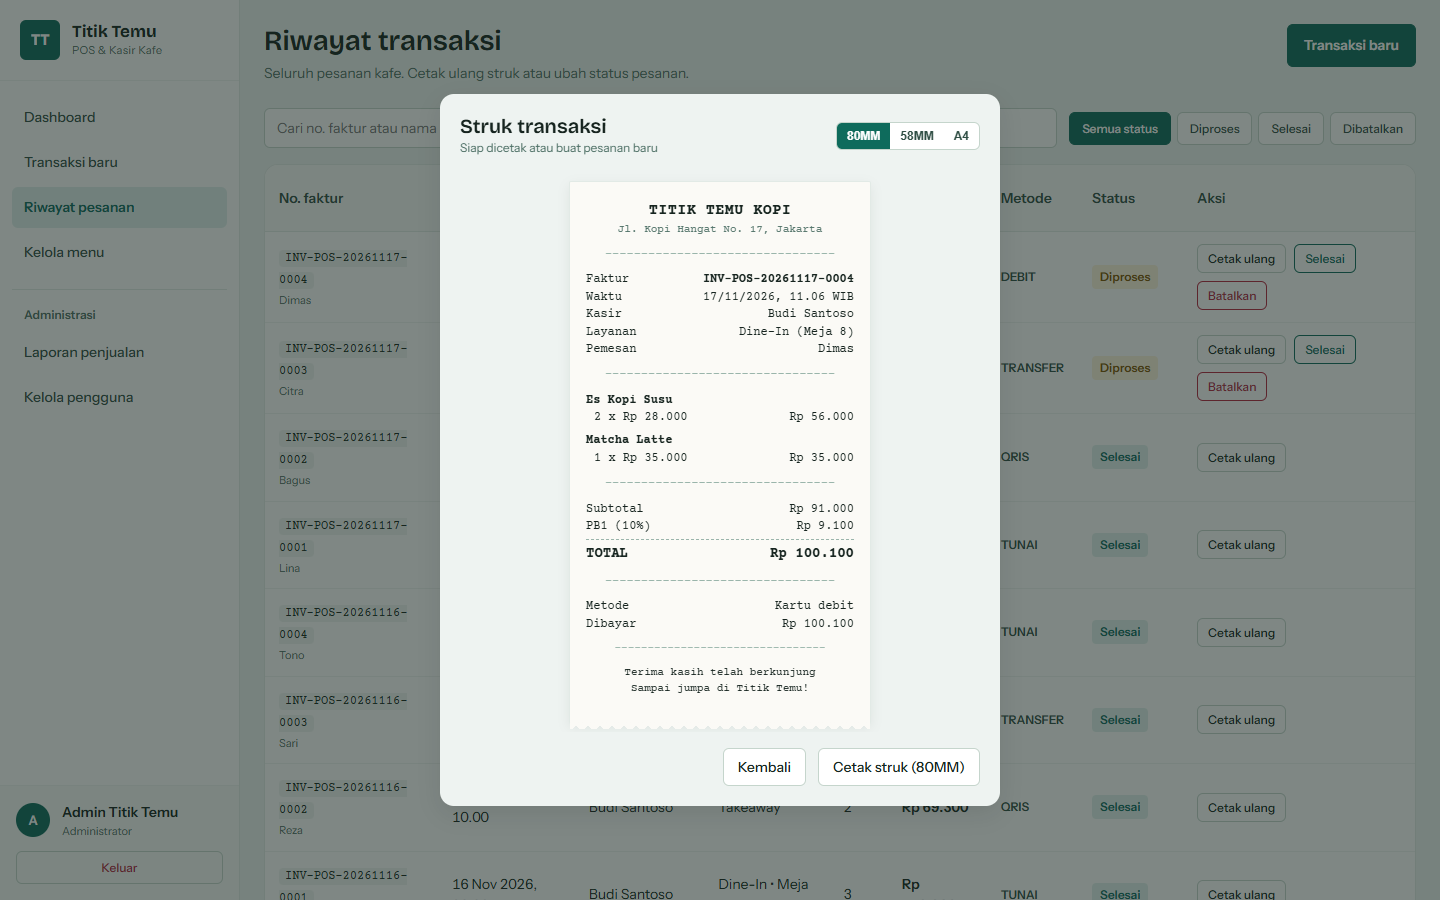 TT
Titik Temu
POS & Kasir Kafe
Dashboard
Transaksi baru
Riwayat pesanan
Kelola menu
Administrasi
Laporan penjualan
Kelola pengguna
A
Admin Titik Temu
Administrator
Keluar
Riwayat transaksi
Seluruh pesanan kafe. Cetak ulang struk atau ubah status pesanan.
Transaksi baru
Cari no. faktur atau nama
Semua status
Diproses
Selesai
Dibatalkan
No. faktur
Metode
Status
Aksi
INV-POS-20261117-
0004
Dimas
DEBIT
Diproses
Cetak ulang
Selesai
Batalkan
INV-POS-20261117-
0003
Citra
TRANSFER
Diproses
Cetak ulang
Selesai
Batalkan
INV-POS-20261117-
0002
Bagus
QRIS
Selesai
Cetak ulang
INV-POS-20261117-
0001
Lina
TUNAI
Selesai
Cetak ulang
INV-POS-20261116-
0004
Tono
TUNAI
Selesai
Cetak ulang
INV-POS-20261116-
0003
Sari
TRANSFER
Selesai
Cetak ulang
INV-POS-20261116-
0002
Reza
10.00
Budi Santoso
Takeaway
2
Rp 69.300
QRIS
Selesai
Cetak ulang
INV-POS-20261116-
0001
16 Nov 2026,
Budi Santoso
Dine-In • Meja
3
Rp
TUNAI
Selesai
Cetak ulang
Struk transaksi
Siap dicetak atau buat pesanan baru
80MM
58MM
A4
TITIK TEMU KOPI
Jl. Kopi Hangat No. 17, Jakarta
--------------------------------
Faktur INV-POS-20261117-0004
Waktu 17/11/2026, 11.06 WIB
Kasir Budi Santoso
Layanan Dine-In (Meja 8)
Pemesan Dimas
--------------------------------
Es Kopi Susu
2 x Rp 28.000 Rp 56.000
Matcha Latte
1 x Rp 35.000 Rp 35.000
--------------------------------
Subtotal Rp 91.000
PB1 (10%) Rp 9.100
TOTAL Rp 100.100
--------------------------------
Metode Kartu debit
Dibayar Rp 100.100
------------------------------
Terima kasih telah berkunjung
Sampai jumpa di Titik Temu!
Kembali
Cetak struk (80MM)